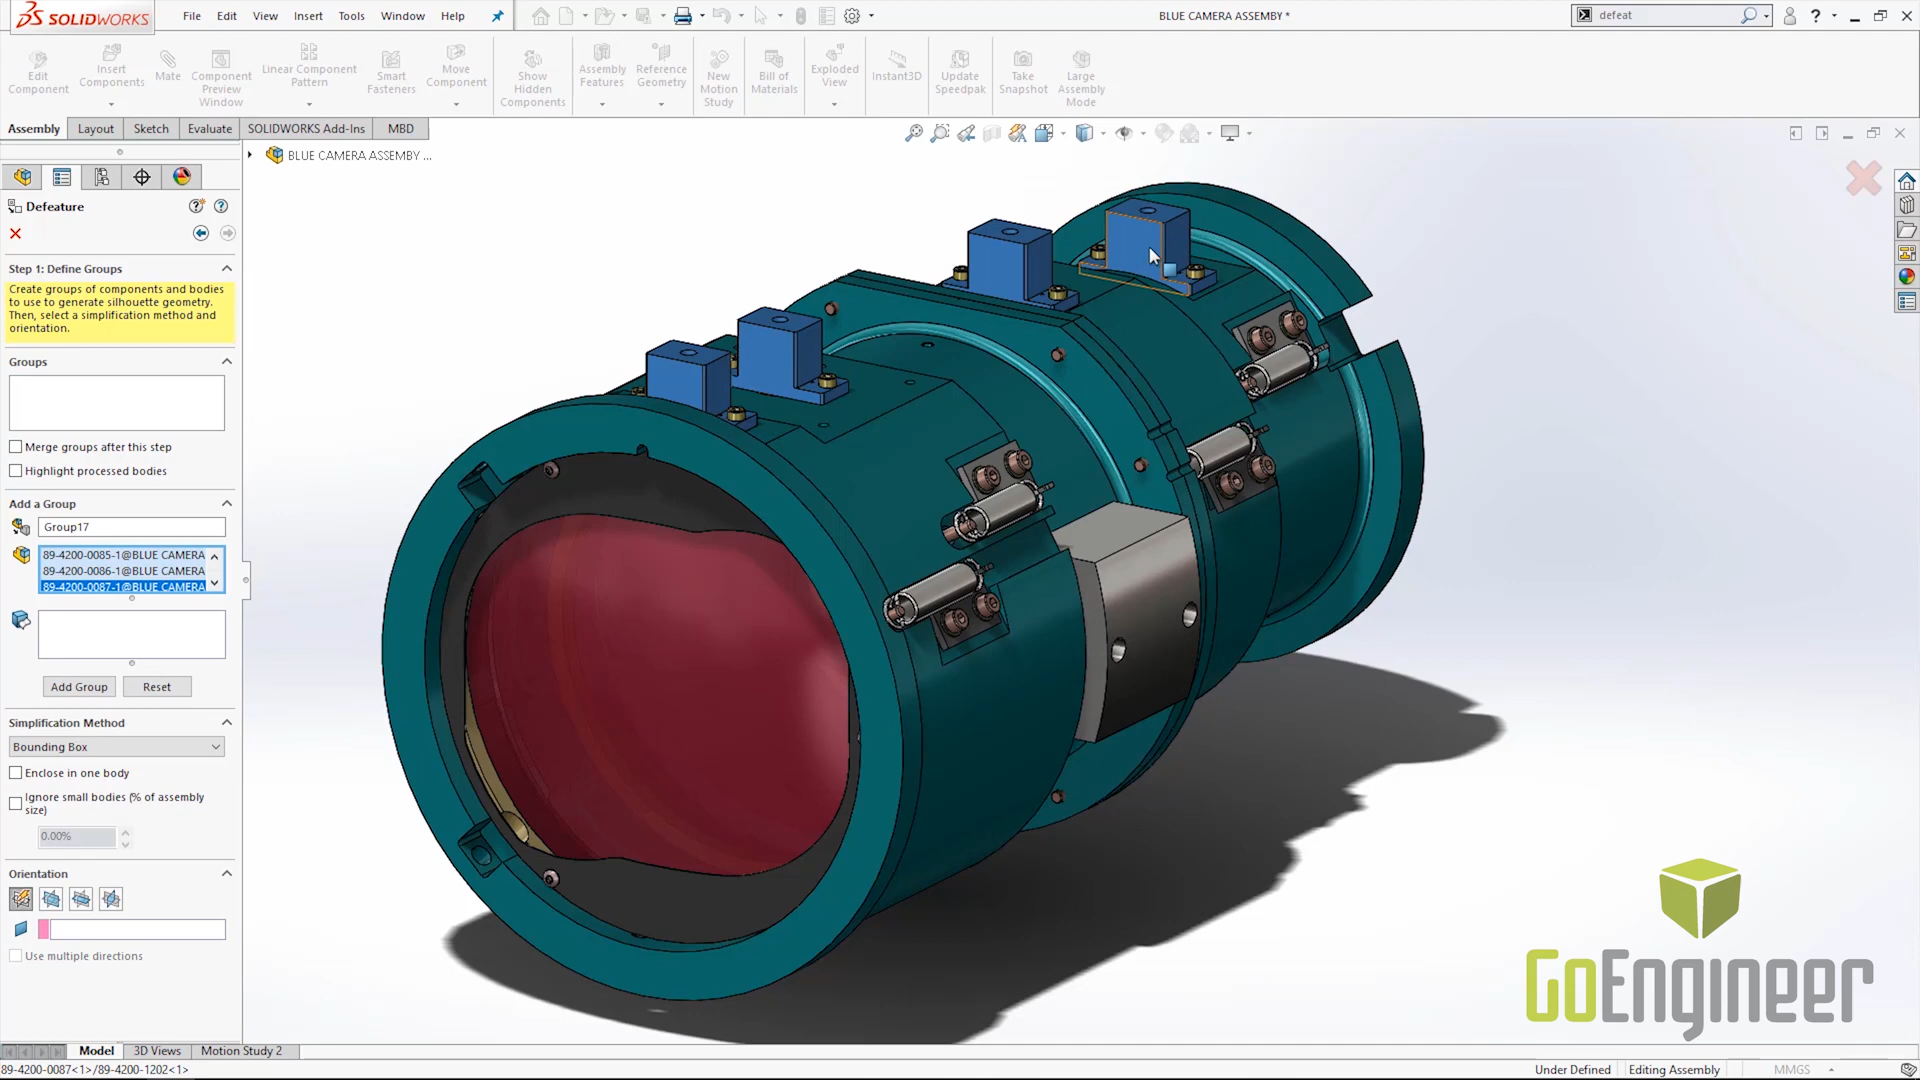 SOLIDWORKS
File Edit View Insert Tools Window Help
BLUE CAMERA ASSEMBY *
defeat
Edit Component
Insert Components
Mate
Component Preview Window
Linear Component Pattern
Smart Fasteners
Move Component
Show Hidden Components
Assembly Features
Reference Geometry
New Motion Study
Bill of Materials
Exploded View
Instant3D
Update Speedpak
Take Snapshot
Large Assembly Mode
Assembly Layout Sketch Evaluate SOLIDWORKS Add-Ins MBD
BLUE CAMERA ASSEMBY ...
Defeature
Step 1: Define Groups
Create groups of components and bodies
to use to generate silhouette geometry.
Then, select a simplification method and
orientation.
Groups
Merge groups after this step
Highlight processed bodies
Add a Group
Group17
89-4200-0085-1@BLUE CAMERA
89-4200-0086-1@BLUE CAMERA
89-4200-0087-1@BLUE CAMERA
Add Group Reset
Simplification Method
Bounding Box
Enclose in one body
Ignore small bodies (% of assembly
size)
0.00%
Orientation
Use multiple directions
GoEngineer
Model 3D Views Motion Study 2
89-4200-0087<1>/89-4200-1202<1>
Under Defined Editing Assembly MMGS